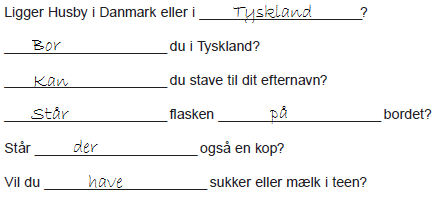 Ligger Husby i Danmark eller i Tyskland?
Bor du i Tyskland?
Kan du stave til dit efternavn?
Står flasken på bordet?
Står der også en kop?
Vil du have sukker eller mælk i teen?